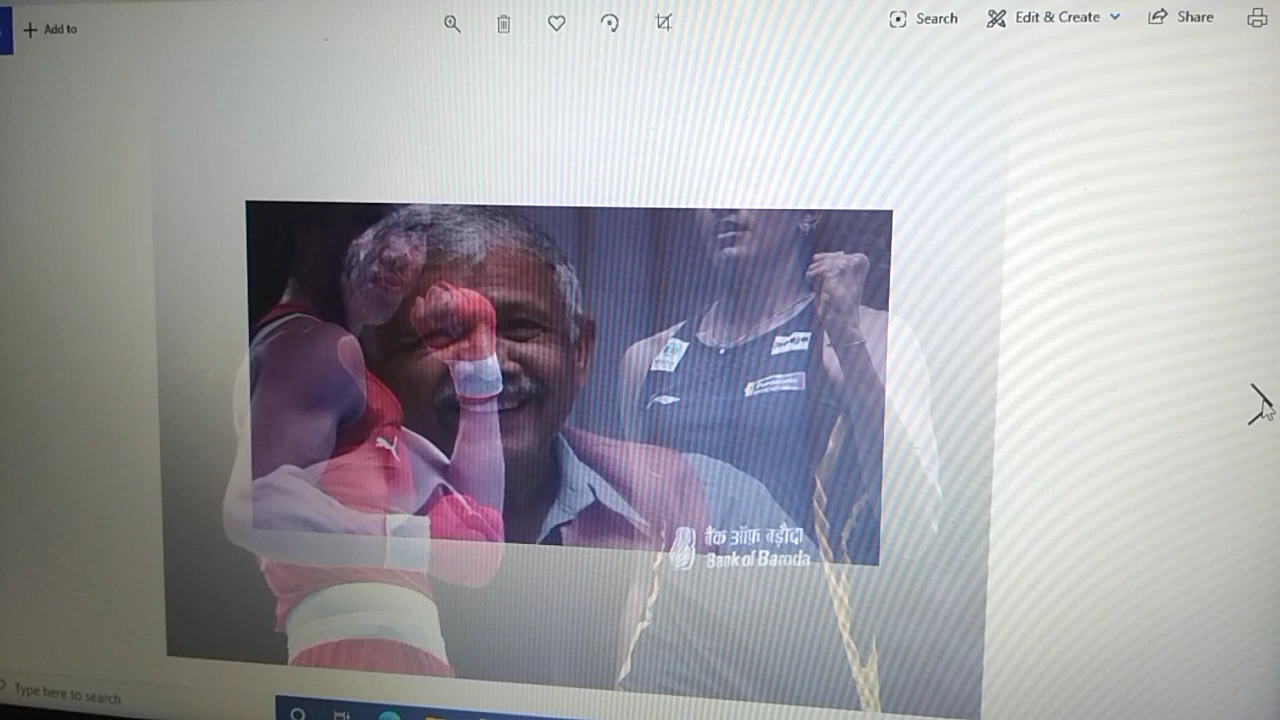 Add to
Search
Edit & Create
Share
बैंक ऑफ़ बड़ौदा
Bank of Baroda
Type here to search